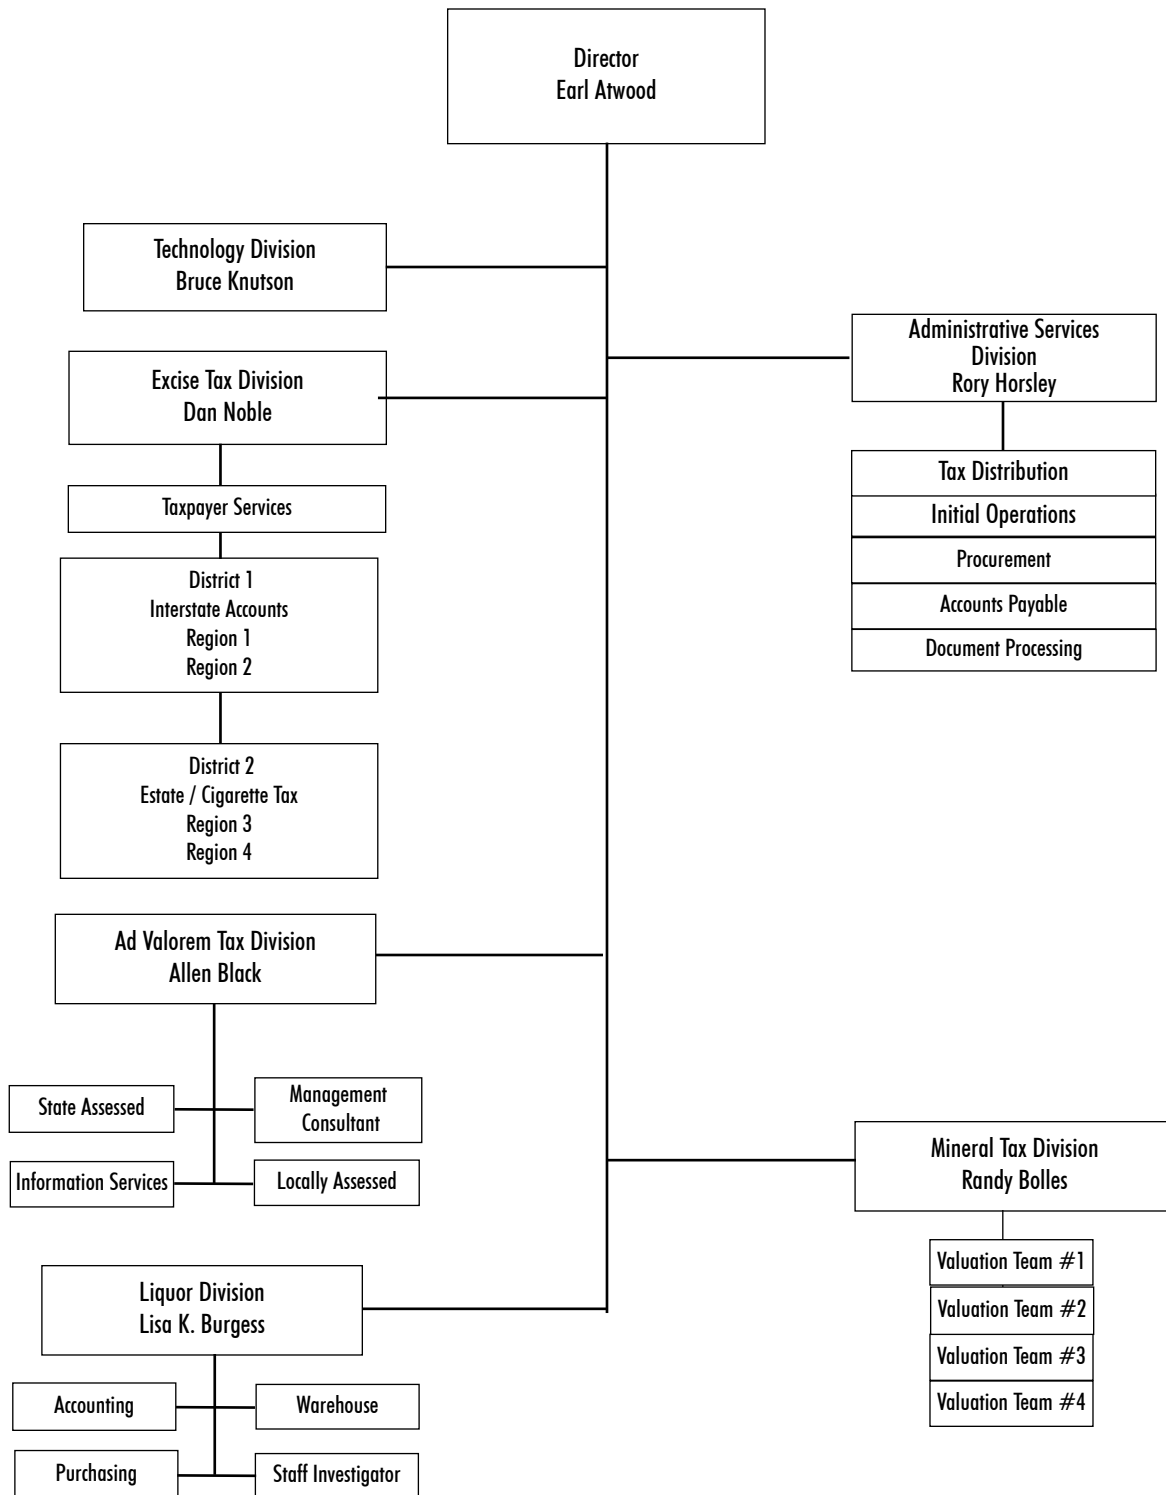 Director
Earl Atwood
Technology Division
Bruce Knutson
Administrative Services
Division
Rory Horsley
Excise Tax Division
Dan Noble
Tax Distribution
Initial Operations
Procurement
Accounts Payable
Document Processing
Taxpayer Services
District 1
Interstate Accounts
Region 1
Region 2
District 2
Estate / Cigarette Tax
Region 3
Region 4
Ad Valorem Tax Division
Allen Black
State Assessed
Management
Consultant
Information Services
Locally Assessed
Mineral Tax Division
Randy Bolles
Valuation Team #1
Valuation Team #2
Valuation Team #3
Valuation Team #4
Liquor Division
Lisa K. Burgess
Accounting
Warehouse
Purchasing
Staff Investigator